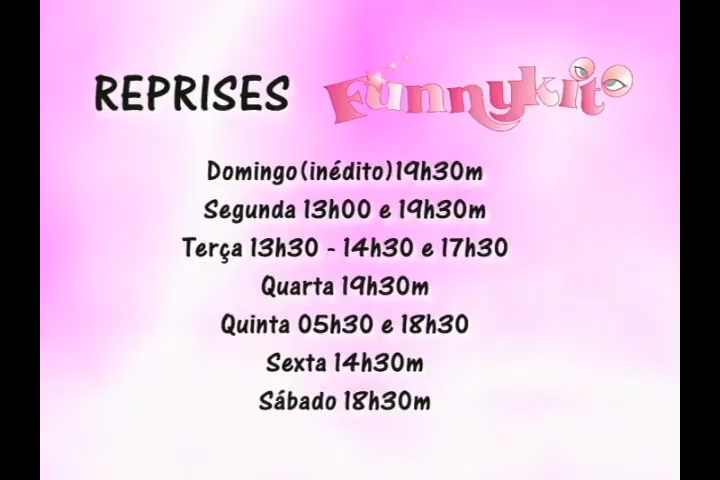 REPRISES Funnykito
Domingo(inédito)19h30m
Segunda 13h00 e 19h30m
Terça 13h30 - 14h30 e 17h30
Quarta 19h30m
Quinta 05h30 e 18h30
Sexta 14h30m
Sábado 18h30m